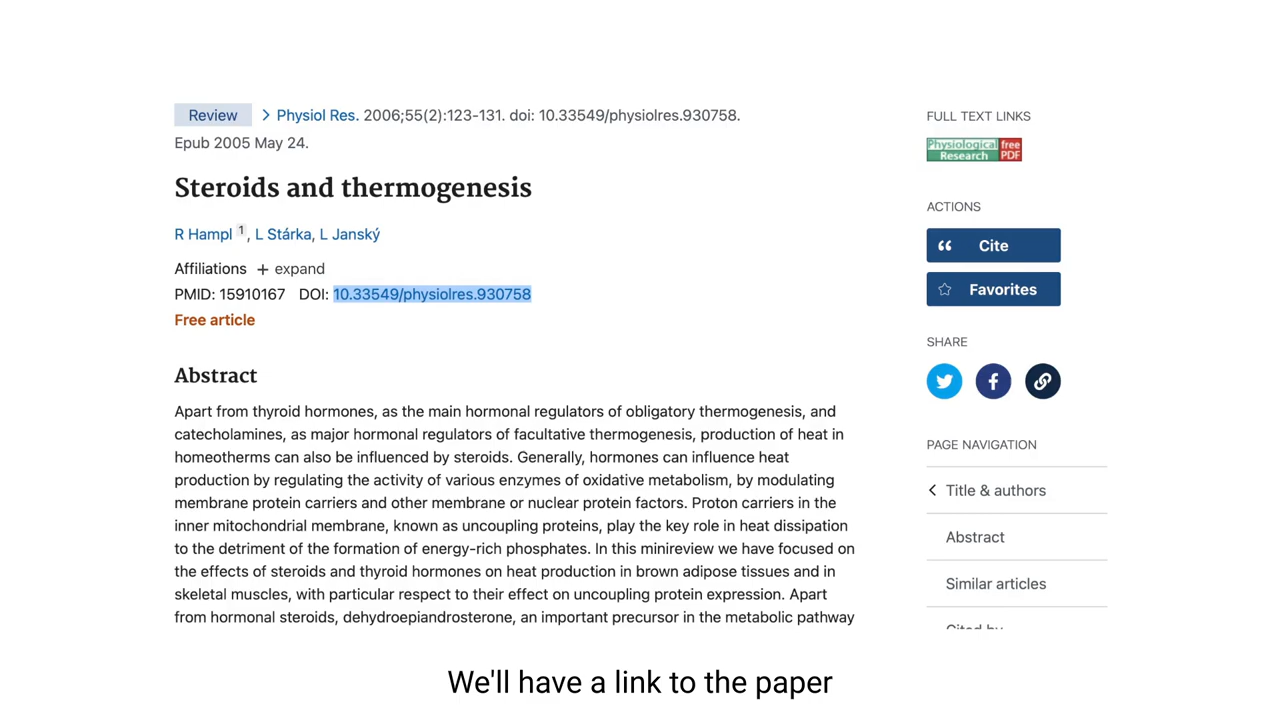 Review > Physiol Res. 2006;55(2):123-131. doi: 10.33549/physiolres.930758.
Epub 2005 May 24.
Steroids and thermogenesis
R Hampl 1, L Stárka, L Janský
Affiliations + expand
PMID: 15910167 DOI: 10.33549/physiolres.930758
Free article
Abstract
Apart from thyroid hormones, as the main hormonal regulators of obligatory thermogenesis, and
catecholamines, as major hormonal regulators of facultative thermogenesis, production of heat in
homeotherms can also be influenced by steroids. Generally, hormones can influence heat
production by regulating the activity of various enzymes of oxidative metabolism, by modulating
membrane protein carriers and other membrane or nuclear protein factors. Proton carriers in the
inner mitochondrial membrane, known as uncoupling proteins, play the key role in heat dissipation
to the detriment of the formation of energy-rich phosphates. In this minireview we have focused on
the effects of steroids and thyroid hormones on heat production in brown adipose tissues and in
skeletal muscles, with particular respect to their effect on uncoupling protein expression. Apart
from hormonal steroids, dehydroepiandrosterone, an important precursor in the metabolic pathway
FULL TEXT LINKS
Physiological
Research
free
PDF
ACTIONS
Cite
Favorites
SHARE
PAGE NAVIGATION
Title & authors
Abstract
Similar articles
Cited by
We'll have a link to the paper